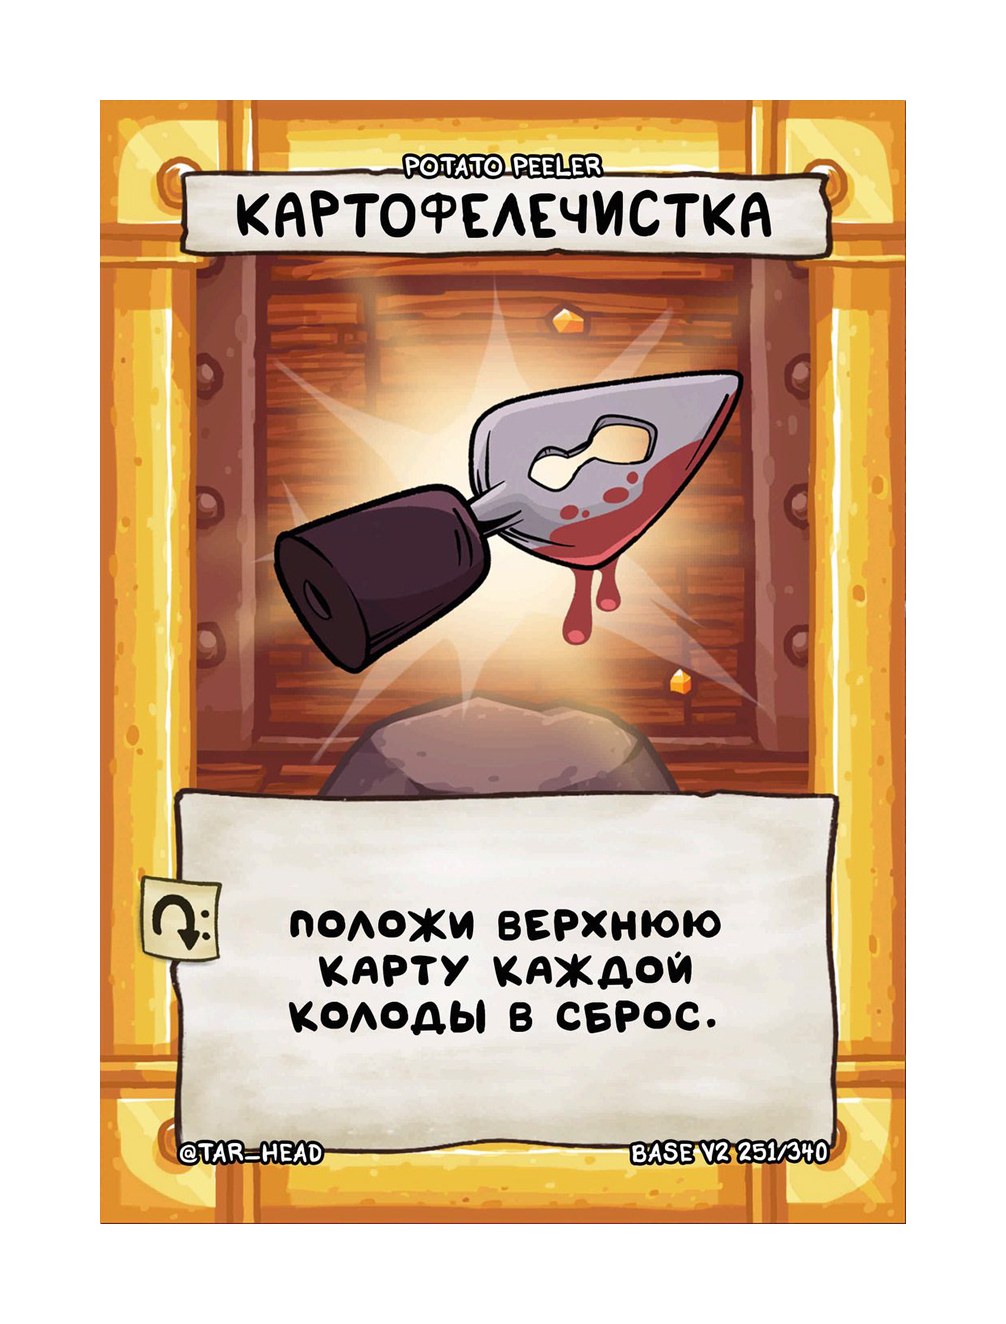 POTATO PEELER
КАРТОФЕЛЕЧИСТКА
ПОЛОЖИ ВЕРХНЮЮ
КАРТУ КАЖДОЙ
КОЛОДЫ В СБРОС.
@TAR_HEAD
BASE V2 251/340